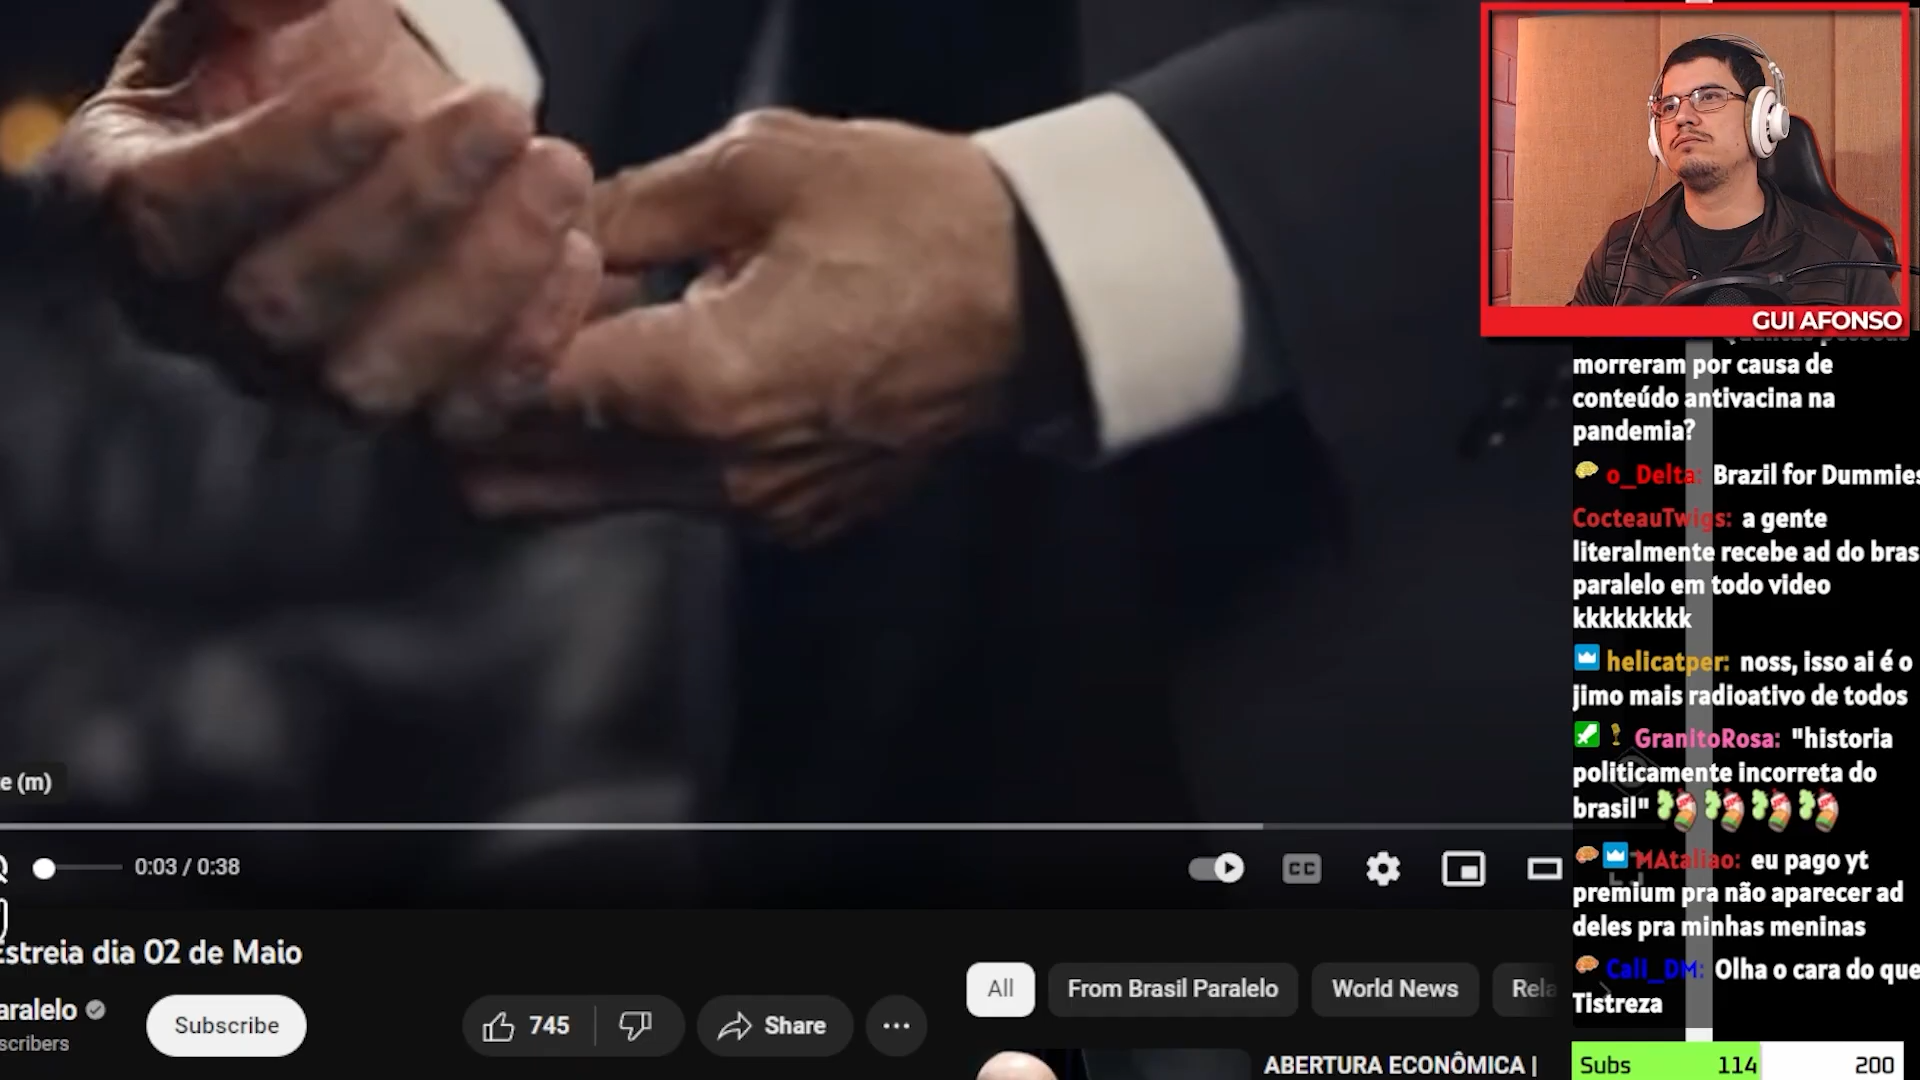 GUI AFONSO
morreram por causa de
conteúdo antivacina na
pandemia?
o_Delta: Brazil for Dummies
CocteauTwigs: a gente
literalmente recebe ad do bras
paralelo em todo video
kkkkkkkkk
helicatper: noss, isso ai é o
jimo mais radioativo de todos
GranitoRosa: "historia
politicamente incorreta do
brasil"
MAtaliao: eu pago yt
premium pra não aparecer ad
deles pra minhas meninas
Call_DM: Olha o cara do que
Tistreza
Subs 114 200
e (m)
0:03 / 0:38
CC
Estreia dia 02 de Maio
aralelo
scribers
Subscribe
745
Share
All
From Brasil Paralelo
World News
Rela
ABERTURA ECONÔMICA |